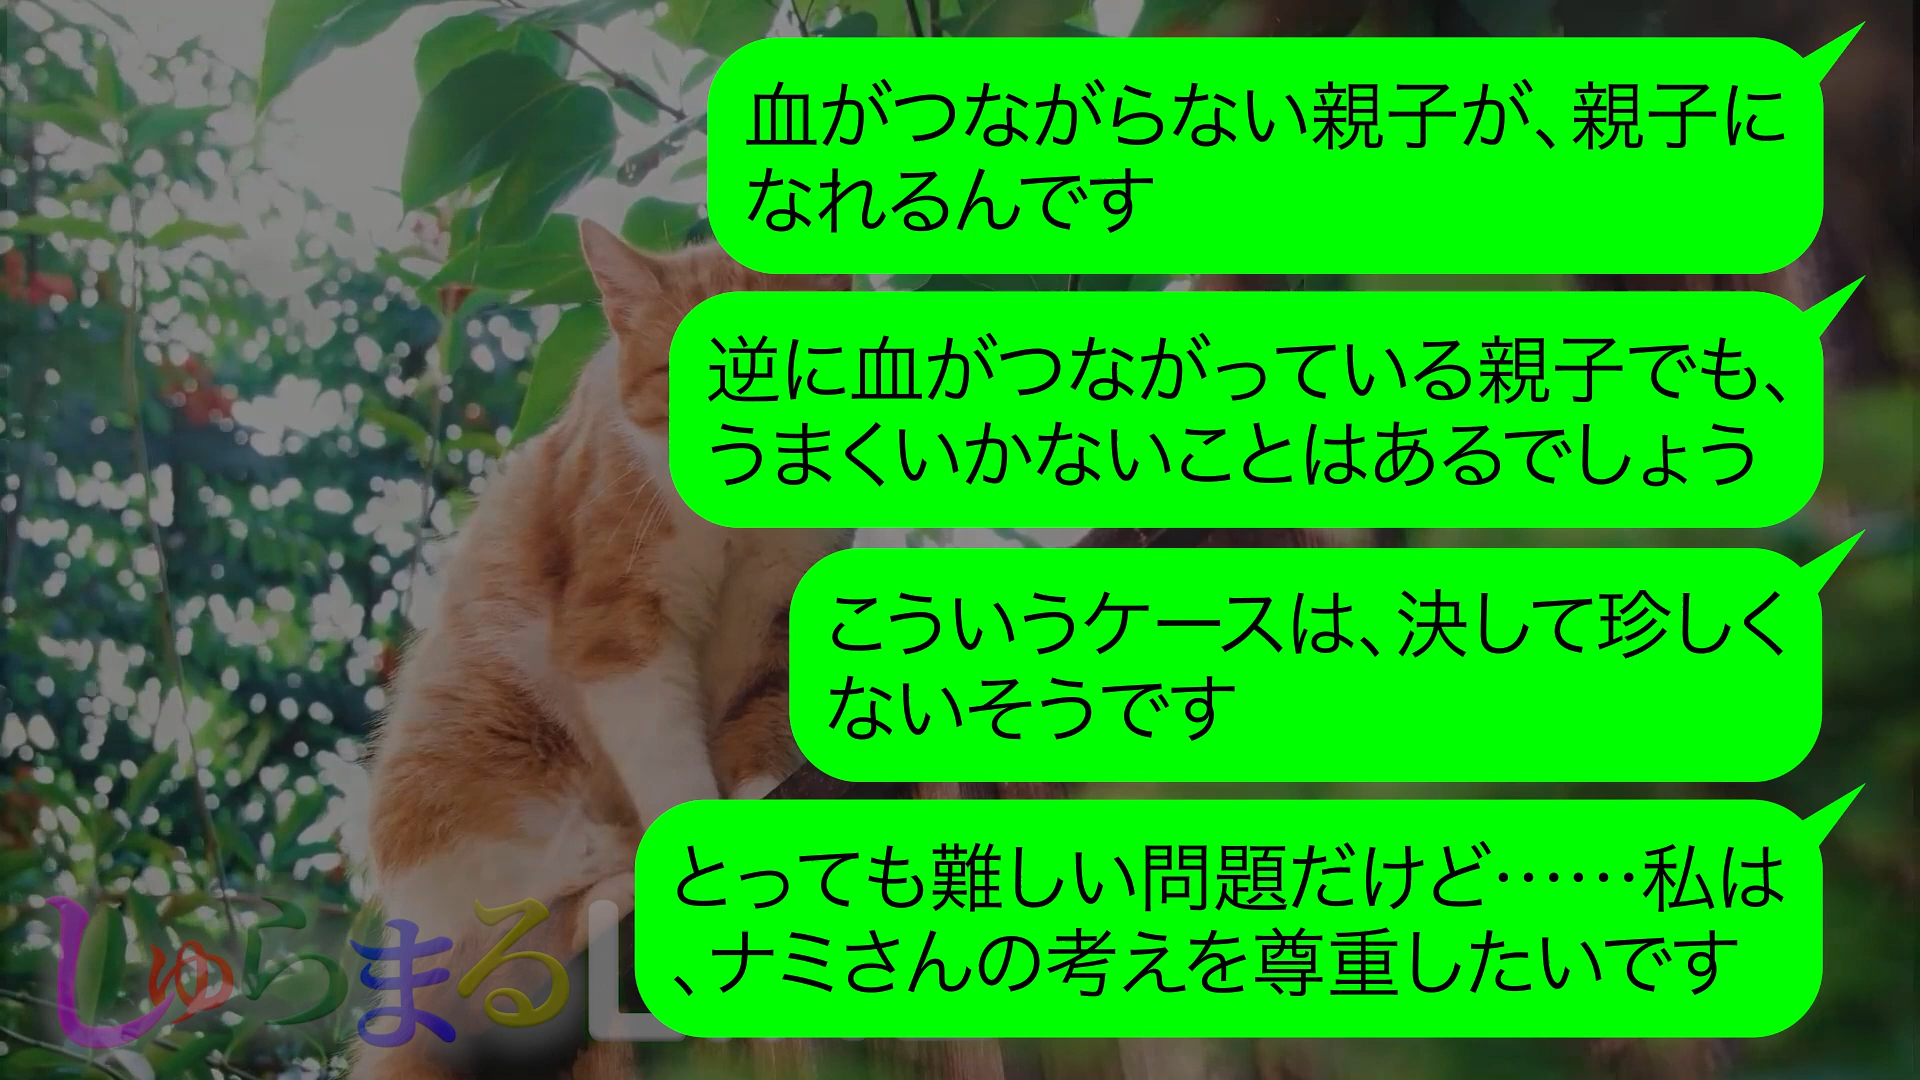 血がつながらない親子が、親子に
なれるんです
逆に血がつながっている親子でも、
うまくいかないことはあるでしょう
こういうケースは、決して珍しく
ないそうです
とっても難しい問題だけど……私は
、ナミさんの考えを尊重したいです
しゅらまる